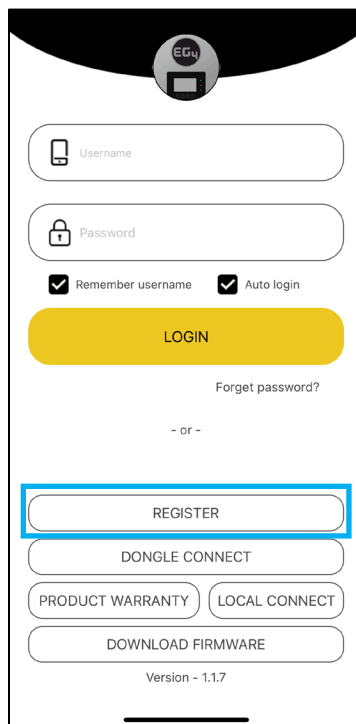 EG4
Username
Password
Remember username Auto login
LOGIN
Forget password?
- or -
REGISTER
DONGLE CONNECT
PRODUCT WARRANTY LOCAL CONNECT
DOWNLOAD FIRMWARE
Version - 1.1.7